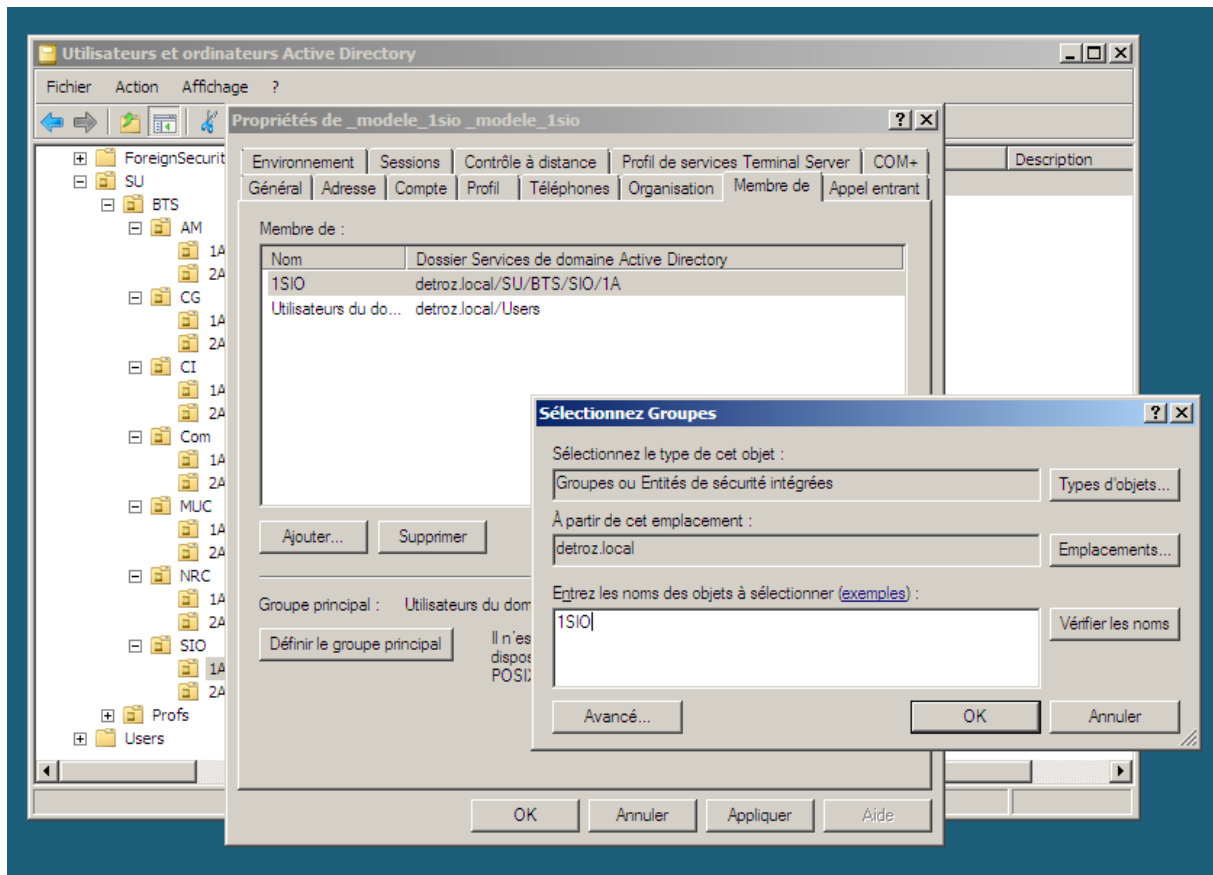 Utilisateurs et ordinateurs Active Directory
Fichier Action Affichage ?
ForeignSecurit
SU
BTS
AM
1A
2A
CG
1A
2A
CI
1A
2A
Com
1A
2A
MUC
1A
2A
NRC
1A
2A
SIO
1A
2A
Profs
Users
Description
Propriétés de _modele_1sio _modele_1sio
Environnement Sessions Contrôle à distance Profil de services Terminal Server COM+
Général Adresse Compte Profil Téléphones Organisation Membre de Appel entrant
Membre de :
Nom Dossier Services de domaine Active Directory
1SIO detroz.local/SU/BTS/SIO/1A
Utilisateurs du do... detroz.local/Users
Ajouter... Supprimer
Groupe principal : Utilisateurs du dom
Définir le groupe principal
Il n'es
dispos
POSI
OK Annuler Appliquer Aide
Sélectionnez Groupes
Sélectionnez le type de cet objet :
Groupes ou Entités de sécurité intégrées Types d'objets...
À partir de cet emplacement :
detroz.local Emplacements...
Entrez les noms des objets à sélectionner (exemples) :
1SIO Vérifier les noms
Avancé... OK Annuler